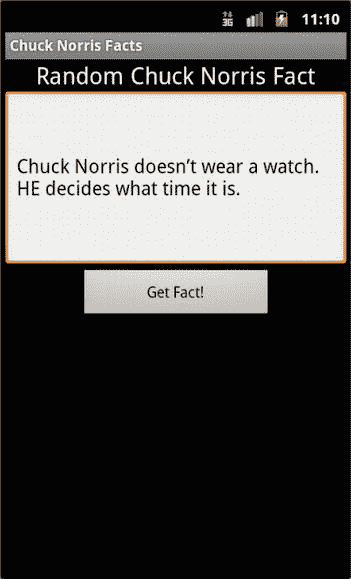 3G 11:10
Chuck Norris Facts
Random Chuck Norris Fact
Chuck Norris doesn’t wear a watch.
HE decides what time it is.
Get Fact!